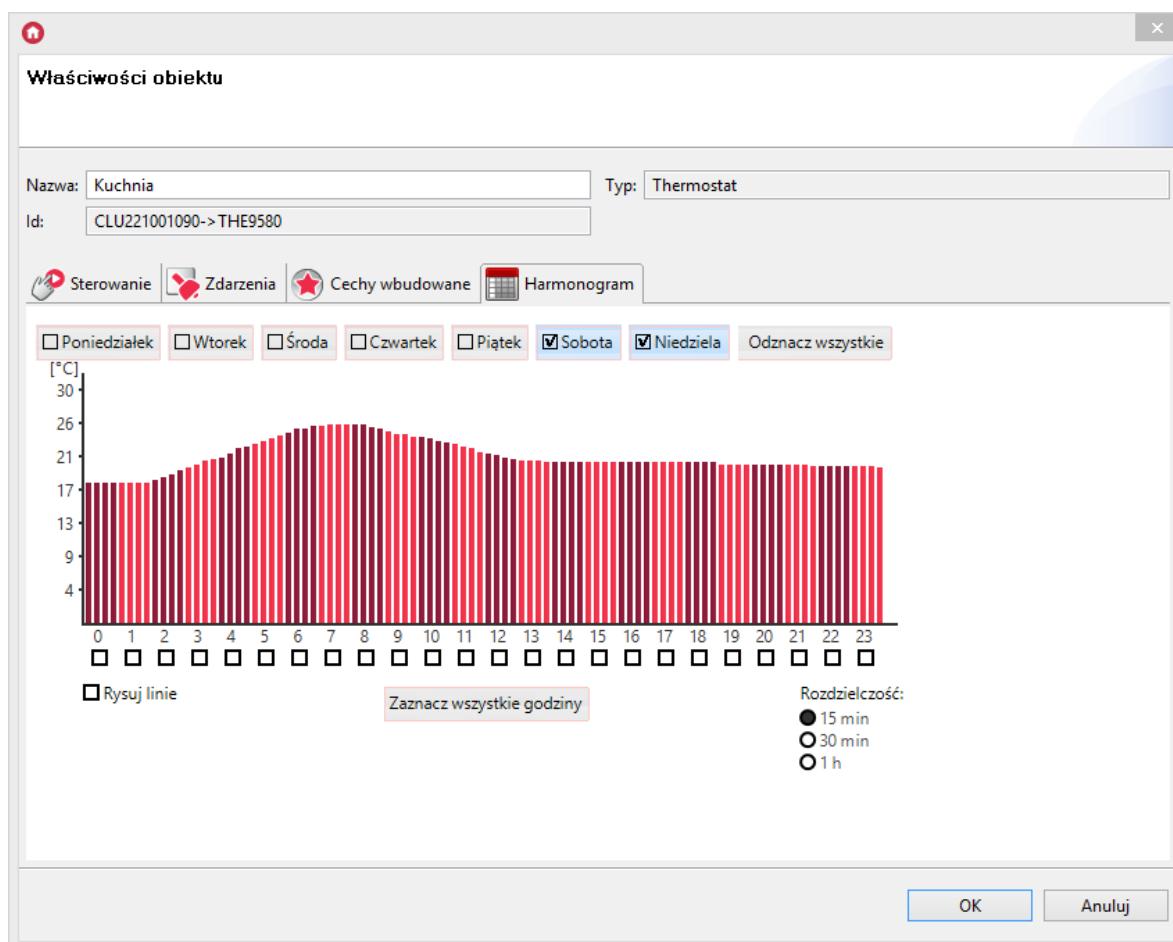 Właściwości obiektu
Nazwa: Kuchnia Typ: Thermostat
Id: CLU221001090->THE9580
Sterowanie Zdarzenia Cechy wbudowane Harmonogram
Poniedziałek Wtorek Środa Czwartek Piątek Sobota Niedziela Odznacz wszystkie
[°C]
30
26
21
17
13
9
4
0 1 2 3 4 5 6 7 8 9 10 11 12 13 14 15 16 17 18 19 20 21 22 23
Rysuj linie Zaznacz wszystkie godziny Rozdzielczość:
15 min
30 min
1 h
OK Anuluj